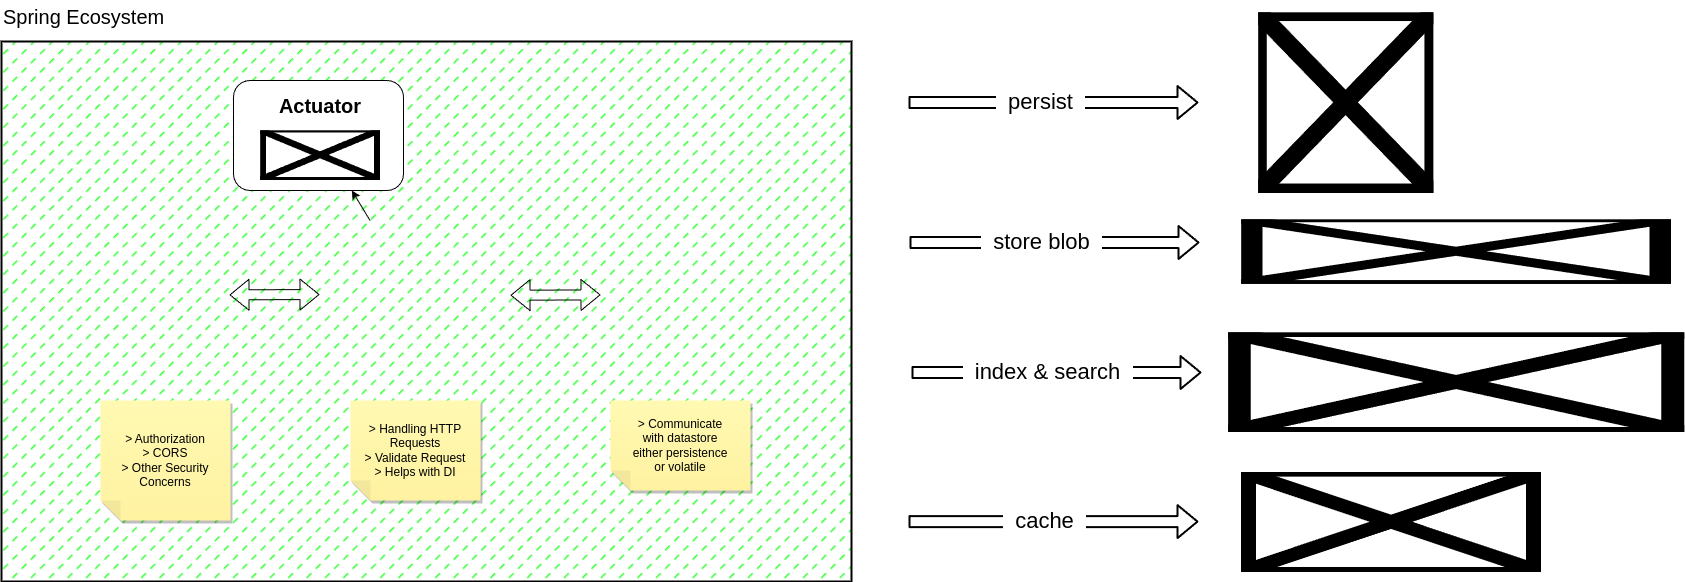 Spring Ecosystem
Actuator
> Authorization
> CORS
> Other Security
Concerns
> Handling HTTP
Requests
> Validate Request
> Helps with DI
> Communicate
with datastore
either persistence
or volatile
persist
store blob
index & search
cache